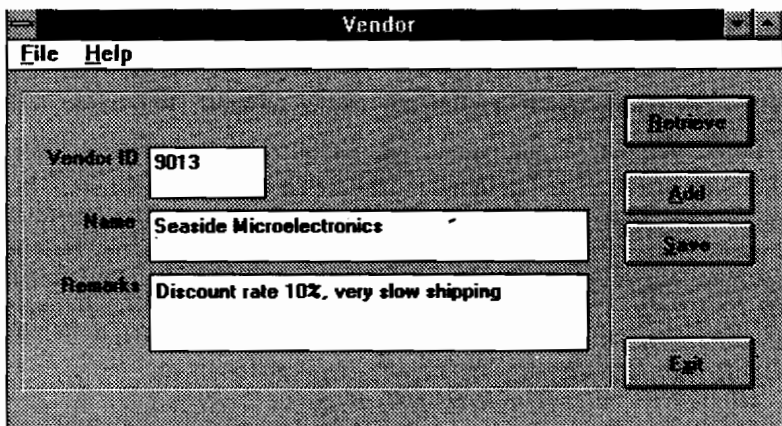 Vendor
File Help
Retrieve
Vendor ID 9013
Add
Name Seaside Microelectronics
Save
Remarks Discount rate 10%, very slow shipping
Exit